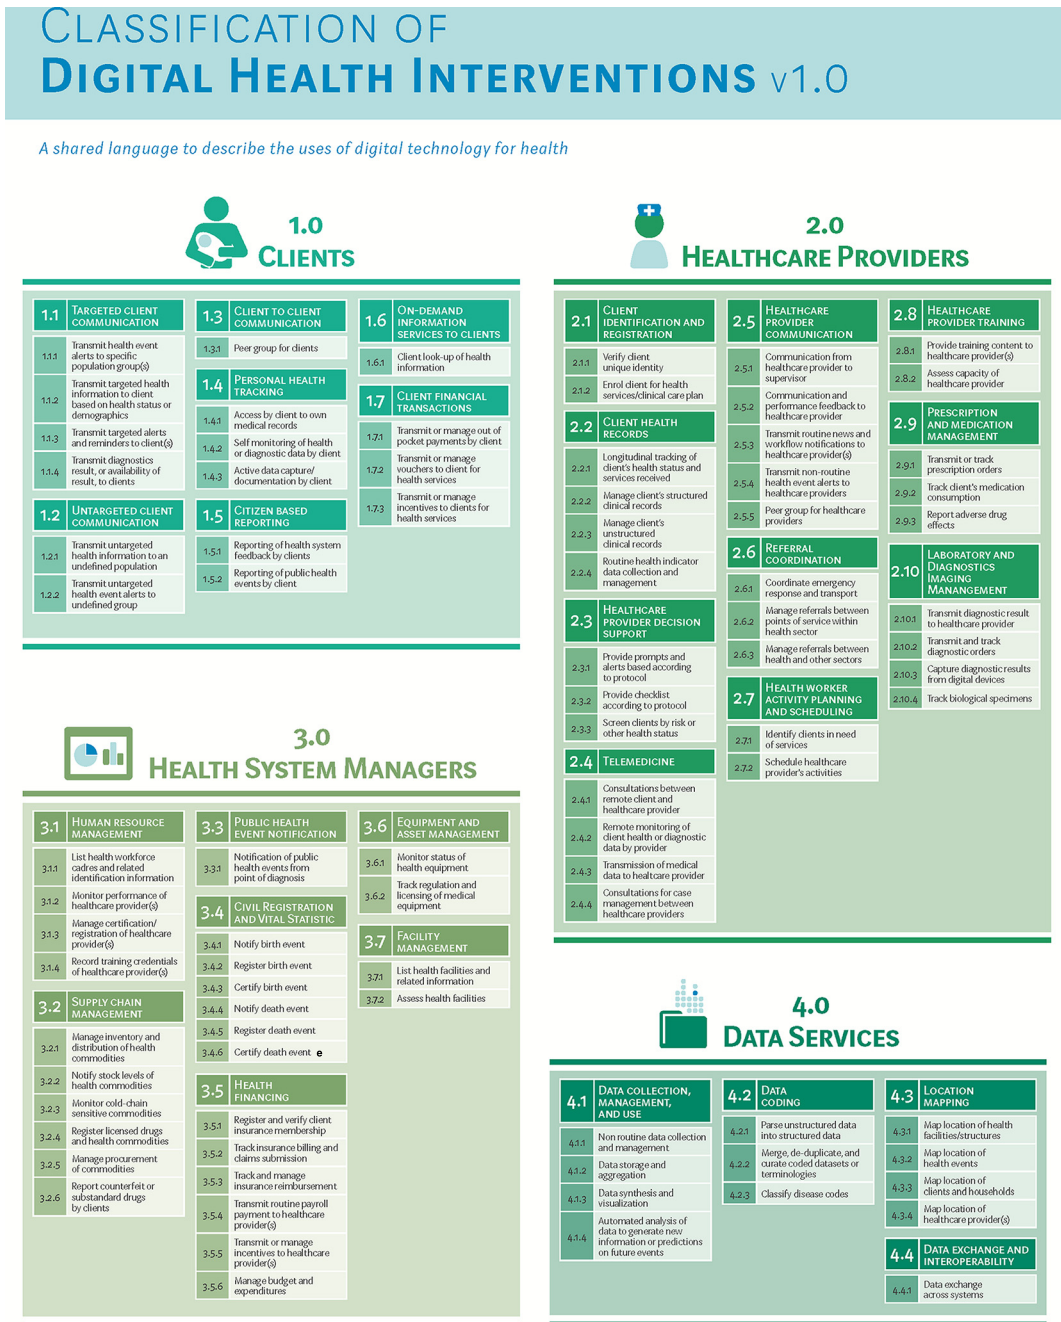 CLASSIFICATION OF
DIGITAL HEALTH INTERVENTIONS v1.0
A shared language to describe the uses of digital technology for health
1.0
CLIENTS
1.1 TARGETED CLIENT
COMMUNICATION
1.1.1 Transmit health event
alerts to specific
population group(s)
1.1.2 Transmit targeted health
information to client
based on health status or
demographics
1.1.3 Transmit targeted alerts
and reminders to client(s)
1.1.4 Transmit diagnostics
result, or availability of
result, to clients
1.2 UNTARGETED CLIENT
COMMUNICATION
1.2.1 Transmit untargeted
health information to an
undefined population
1.2.2 Transmit untargeted
health event alerts to
undefined group
1.3 CLIENT TO CLIENT
COMMUNICATION
1.3.1 Peer group for clients
1.4 PERSONAL HEALTH
TRACKING
1.4.1 Access by client to own
medical records
1.4.2 Self monitoring of health
or diagnostic data by client
1.4.3 Active data capture/
documentation by client
1.5 CITIZEN BASED
REPORTING
1.5.1 Reporting of health system
feedback by clients
1.5.2 Reporting of public health
events by client
1.6 ON-DEMAND
INFORMATION
SERVICES TO CLIENTS
1.6.1 Client look-up of health
information
1.7 CLIENT FINANCIAL
TRANSACTIONS
1.7.1 Transmit or manage out of
pocket payments by client
1.7.2 Transmit or manage
vouchers to client for
health services
1.7.3 Transmit or manage
incentives to clients for
health services
2.0
HEALTHCARE PROVIDERS
2.1 CLIENT
IDENTIFICATION AND
REGISTRATION
2.1.1 Verify client
unique identity
2.1.2 Enrol client for health
services/clinical care plan
2.2 CLIENT HEALTH
RECORDS
2.2.1 Longitudinal tracking of
client's health status and
services received
2.2.2 Manage client's structured
clinical records
2.2.3 Manage client's
unstructured
clinical records
2.2.4 Routine health indicator
data collection and
management
2.3 HEALTHCARE
PROVIDER DECISION
SUPPORT
2.3.1 Provide prompts and
alerts based according
to protocol
2.3.2 Provide checklist
according to protocol
2.3.3 Screen clients by risk or
other health status
2.4 TELEMEDICINE
2.4.1 Consultations between
remote client and
healthcare provider
2.4.2 Remote monitoring of
client health or diagnostic
data by provider
2.4.3 Transmission of medical
data to healtcare provider
2.4.4 Consultations for case
management between
healthcare providers
2.5 HEALTHCARE
PROVIDER
COMMUNICATION
2.5.1 Communication from
healthcare provider to
supervisor
2.5.2 Communication and
performance feedback to
healthcare provider
2.5.3 Transmit routine news and
workflow notifications to
healthcare provider(s)
2.5.4 Transmit non-routine
health event alerts to
healthcare providers
2.5.5 Peer group for healthcare
providers
2.6 REFERRAL
COORDINATION
2.6.1 Coordinate emergency
response and transport
2.6.2 Manage referrals between
points of service within
health sector
2.6.3 Manage referrals between
health and other sectors
2.7 HEALTH WORKER
ACTIVITY PLANNING
AND SCHEDULING
2.7.1 Identify clients in need
of services
2.7.2 Schedule healthcare
provider's activities
2.8 HEALTHCARE
PROVIDER TRAINING
2.8.1 Provide training content to
healthcare provider(s)
2.8.2 Assess capacity of
healthcare provider
2.9 PRESCRIPTION
AND MEDICATION
MANAGEMENT
2.9.1 Transmit or track
prescription orders
2.9.2 Track client's medication
consumption
2.9.3 Report adverse drug
effects
2.10 LABORATORY AND
DIAGNOSTICS
IMAGING
MANAGEMENT
2.10.1 Transmit diagnostic result
to healthcare provider
2.10.2 Transmit and track
diagnostic orders
2.10.3 Capture diagnostic results
from digital devices
2.10.4 Track biological specimens
3.0
HEALTH SYSTEM MANAGERS
3.1 HUMAN RESOURCE
MANAGEMENT
3.1.1 List health workforce
cadres and related
identification information
3.1.2 Monitor performance of
healthcare provider(s)
3.1.3 Manage certification/
registration of healthcare
provider(s)
3.1.4 Record training credentials
of healthcare provider(s)
3.2 SUPPLY CHAIN
MANAGEMENT
3.2.1 Manage inventory and
distribution of health
commodities
3.2.2 Notify stock levels of
health commodities
3.2.3 Monitor cold-chain
sensitive commodities
3.2.4 Register licensed drugs
and health commodities
3.2.5 Manage procurement
of commodities
3.2.6 Report counterfeit or
substandard drugs
by clients
3.3 PUBLIC HEALTH
EVENT NOTIFICATION
3.3.1 Notification of public
health events from
point of diagnosis
3.4 CIVIL REGISTRATION
AND VITAL STATISTIC
3.4.1 Notify birth event
3.4.2 Register birth event
3.4.3 Certify birth event
3.4.4 Notify death event
3.4.5 Register death event
3.4.6 Certify death event e
3.5 HEALTH
FINANCING
3.5.1 Register and verify client
insurance membership
3.5.2 Track insurance billing and
claims submission
3.5.3 Track and manage
insurance reimbursement
3.5.4 Transmit routine payroll
payment to healthcare
provider(s)
3.5.5 Transmit or manage
incentives to healthcare
provider(s)
3.5.6 Manage budget and
expenditures
3.6 EQUIPMENT AND
ASSET MANAGEMENT
3.6.1 Monitor status of
health equipment
3.6.2 Track regulation and
licensing of medical
equipment
3.7 FACILITY
MANAGEMENT
3.7.1 List health facilities and
related information
3.7.2 Assess health facilities
4.0
DATA SERVICES
4.1 DATA COLLECTION,
MANAGEMENT,
AND USE
4.1.1 Non routine data collection
and management
4.1.2 Data storage and
aggregation
4.1.3 Data synthesis and
visualization
4.1.4 Automated analysis of
data to generate new
information or predictions
on future events
4.2 DATA
CODING
4.2.1 Parse unstructured data
into structured data
4.2.2 Merge, de-duplicate, and
curate coded datasets or
terminologies
4.2.3 Classify disease codes
4.3 LOCATION
MAPPING
4.3.1 Map location of health
facilities/structures
4.3.2 Map location of
health events
4.3.3 Map location of
clients and households
4.3.4 Map location of
healthcare provider(s)
4.4 DATA EXCHANGE AND
INTEROPERABILITY
4.4.1 Data exchange
across systems